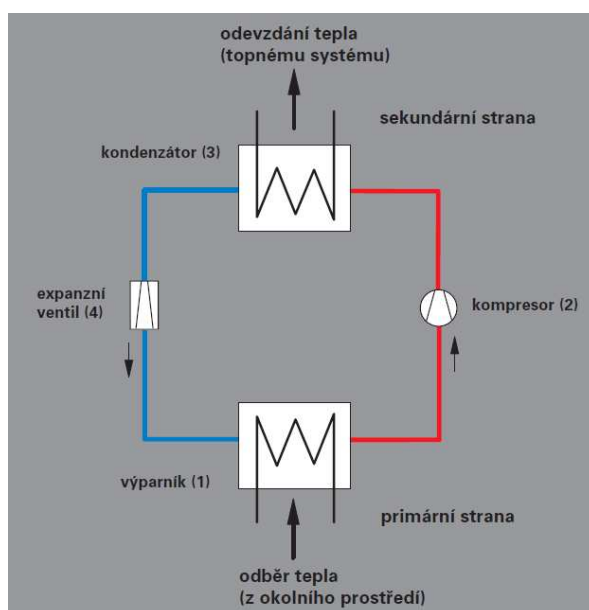 odevzdání tepla
(topnému systému)
sekundární strana
kondenzátor (3)
expanzní
ventil (4)
kompresor (2)
výparník (1)
primární strana
odběr tepla
(z okolního prostředí)